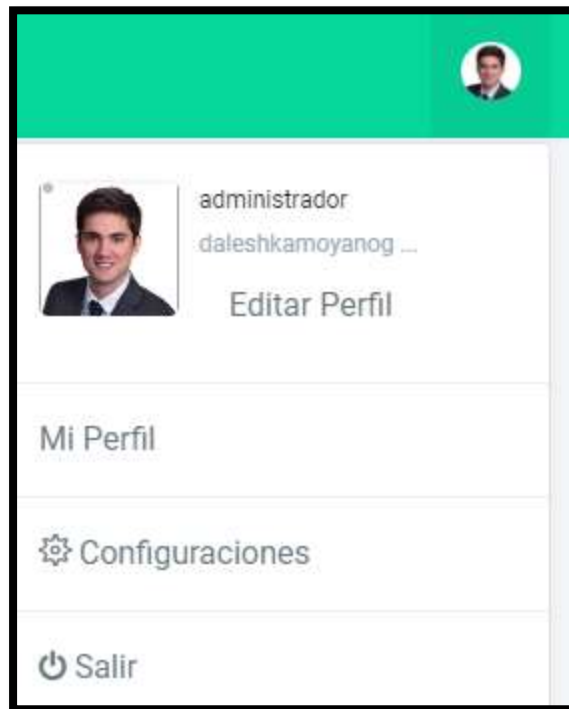 administrador
daleshkamoyanog ...
Editar Perfil
Mi Perfil
Configuraciones
Salir